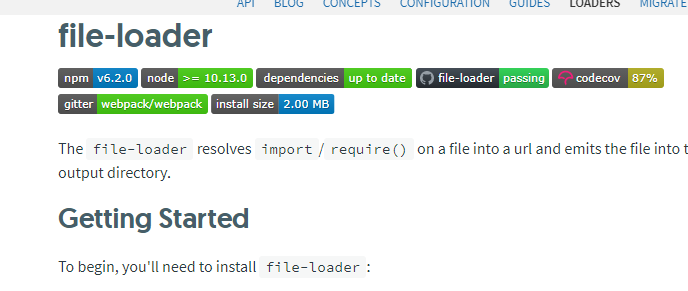 API BLOG CONCEPTS CONFIGURATION GUIDES LOADERS MIGRATE
file-loader
npm v6.2.0 node >= 10.13.0 dependencies up to date file-loader passing codecov 87%
gitter webpack/webpack install size 2.00 MB
The file-loader resolves import / require() on a file into a url and emits the file into
output directory.
Getting Started
To begin, you'll need to install file-loader :